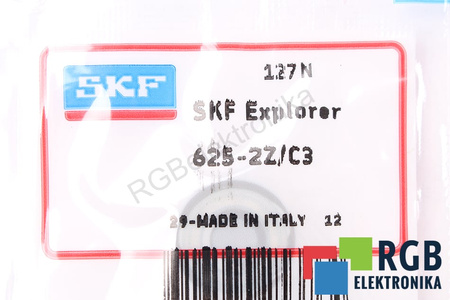 127N
SKF
SKF Explorer
625-2Z/C3
29-MADE IN ITALY 12
RGBelektronika
RGB
ELEKTRONIKA